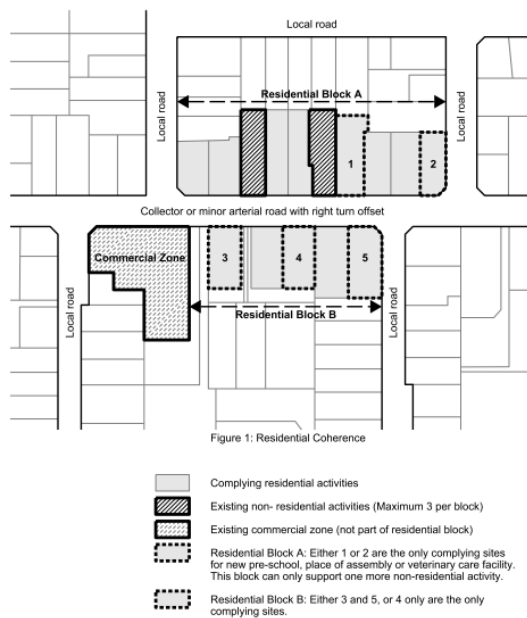 Local road
Local road
Residential Block A
Local road
1
2
Collector or minor arterial road with right turn offset
Commercial Zone
3
4
5
Local road
Residential Block B
Local road
Figure 1: Residential Coherence
Complying residential activities
Existing non- residential activities (Maximum 3 per block)
Existing commercial zone (not part of residential block)
Residential Block A: Either 1 or 2 are the only complying sites
for new pre-school, place of assembly or veterinary care facility.
This block can only support one more non-residential activity.
Residential Block B: Either 3 and 5, or 4 only are the only
complying sites.